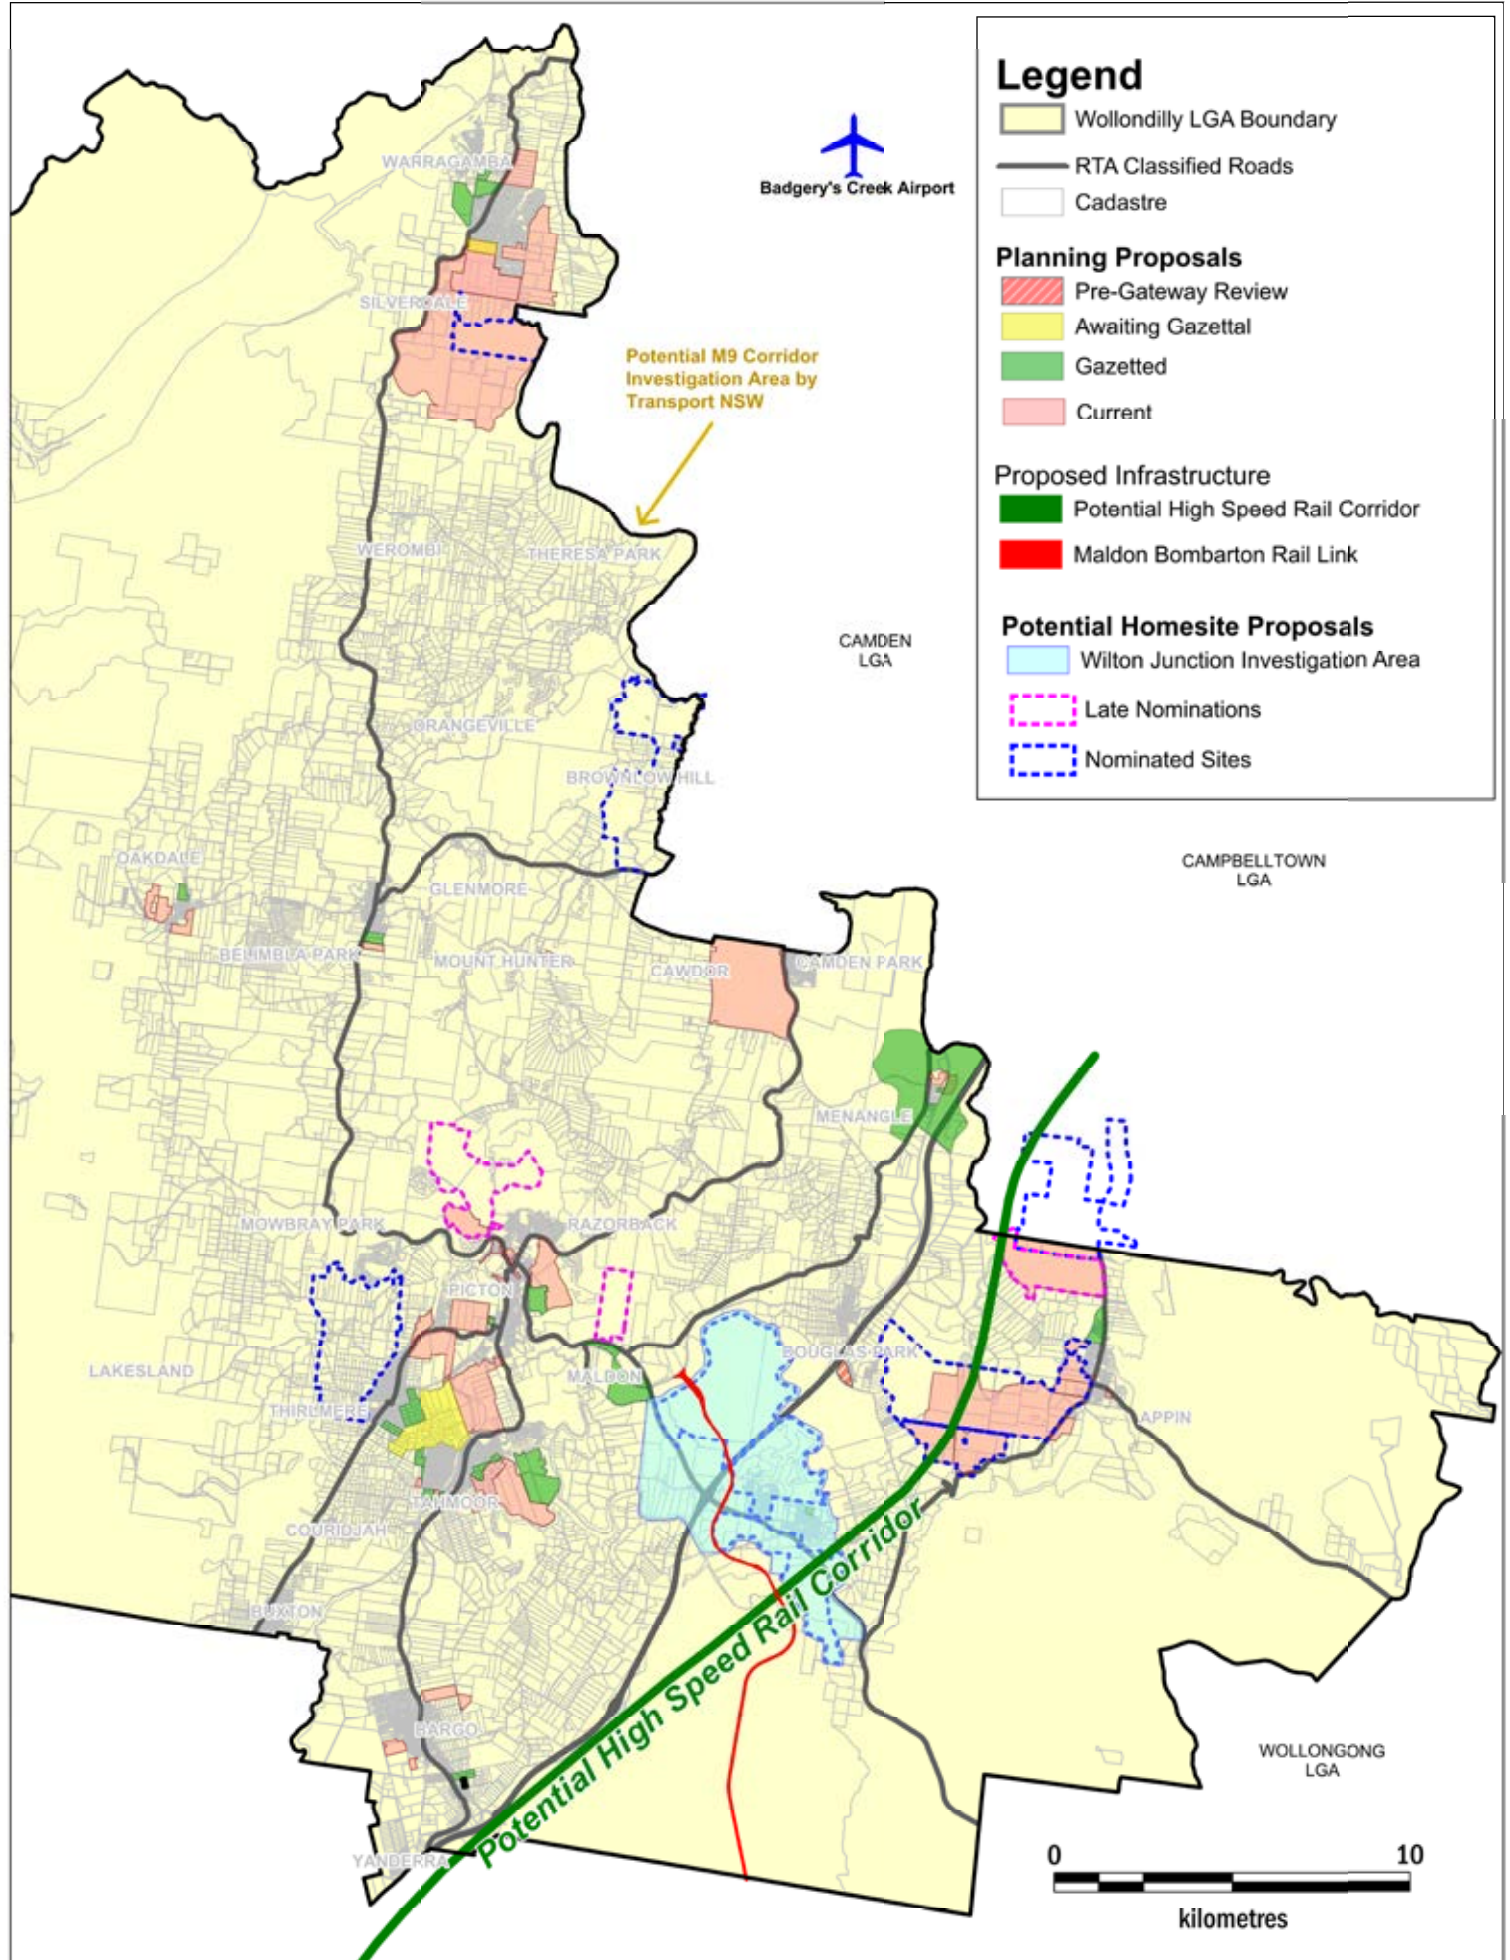 Legend
Wollondilly LGA Boundary
RTA Classified Roads
Cadastre
Planning Proposals
Pre-Gateway Review
Awaiting Gazettal
Gazetted
Current
Proposed Infrastructure
Potential High Speed Rail Corridor
Maldon Bombarton Rail Link
Potential Homesite Proposals
Wilton Junction Investigation Area
Late Nominations
Nominated Sites
WARRAGAMBA
Badgery's Creek Airport
SILVERDALE
Potential M9 Corridor
Investigation Area by
Transport NSW
WEROMBI
THERESA PARK
CAMDEN
LGA
ORANGEVILLE
BROWNLOW HILL
OAKDALE
GLENMORE
CAMPBELLTOWN
LGA
BELIMBLA PARK
MOUNT HUNTER
CAWDOR
CAMDEN PARK
MENANGLE
MOWBRAY PARK
RAZORBACK
PICTON
LAKESLAND
MALDON
DOUGLAS PARK
THIRLMERE
APPIN
TAHMOOR
COURIDJAH
BUXTON
Potential High Speed Rail Corridor
BARGO
WOLLONGONG
LGA
YANDERRA
0 10
kilometres